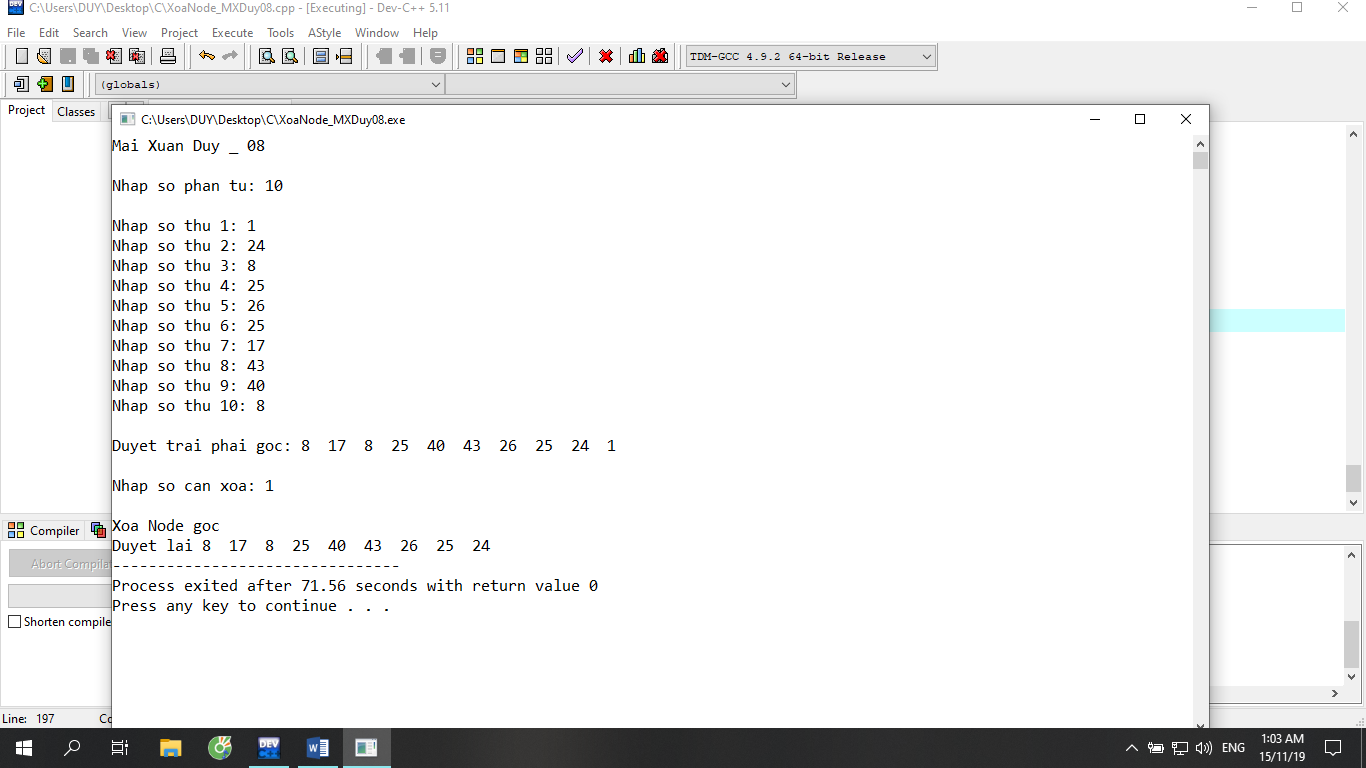 C:\Users\DUY\Desktop\C\XoaNode_MXDuy08.cpp - [Executing] - Dev-C++ 5.11
File Edit Search View Project Execute Tools AStyle Window Help
TDM-GCC 4.9.2 64-bit Release
(globals)
Project Classes
C:\Users\DUY\Desktop\C\XoaNode_MXDuy08.exe
Mai Xuan Duy _ 08
Nhap so phan tu: 10
Nhap so thu 1: 1
Nhap so thu 2: 24
Nhap so thu 3: 8
Nhap so thu 4: 25
Nhap so thu 5: 26
Nhap so thu 6: 25
Nhap so thu 7: 17
Nhap so thu 8: 43
Nhap so thu 9: 40
Nhap so thu 10: 8
Duyet trai phai goc: 8 17 8 25 40 43 26 25 24 1
Nhap so can xoa: 1
Xoa Node goc
Duyet lai 8 17 8 25 40 43 26 25 24
--------------------------------
Process exited after 71.56 seconds with return value 0
Press any key to continue . . .
Compiler
Abort Compilat
Shorten compile
Line: 197 Co
DEV
ENG
1:03 AM
15/11/19